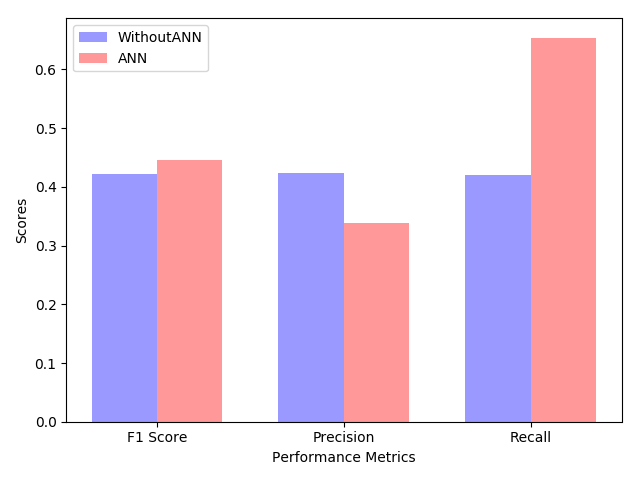 WithoutANN
ANN
0.6
0.5
0.4
0.3
0.2
0.1
0.0
Scores
F1 Score
Precision
Recall
Performance Metrics